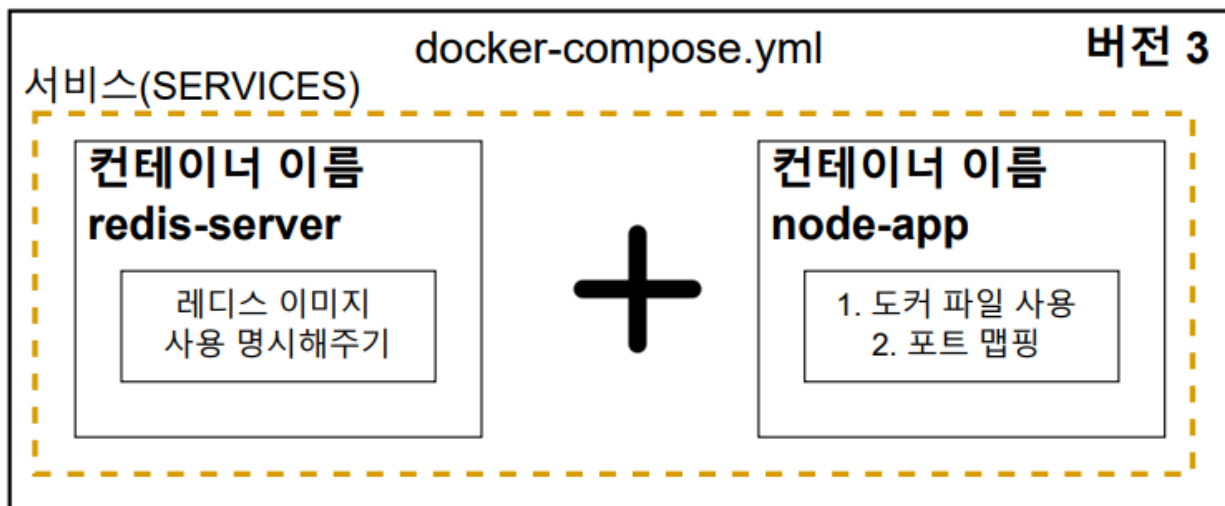 docker-compose.yml
버전 3
서비스(SERVICES)
컨테이너 이름
redis-server
레디스 이미지
사용 명시해주기
컨테이너 이름
node-app
1. 도커 파일 사용
2. 포트 맵핑